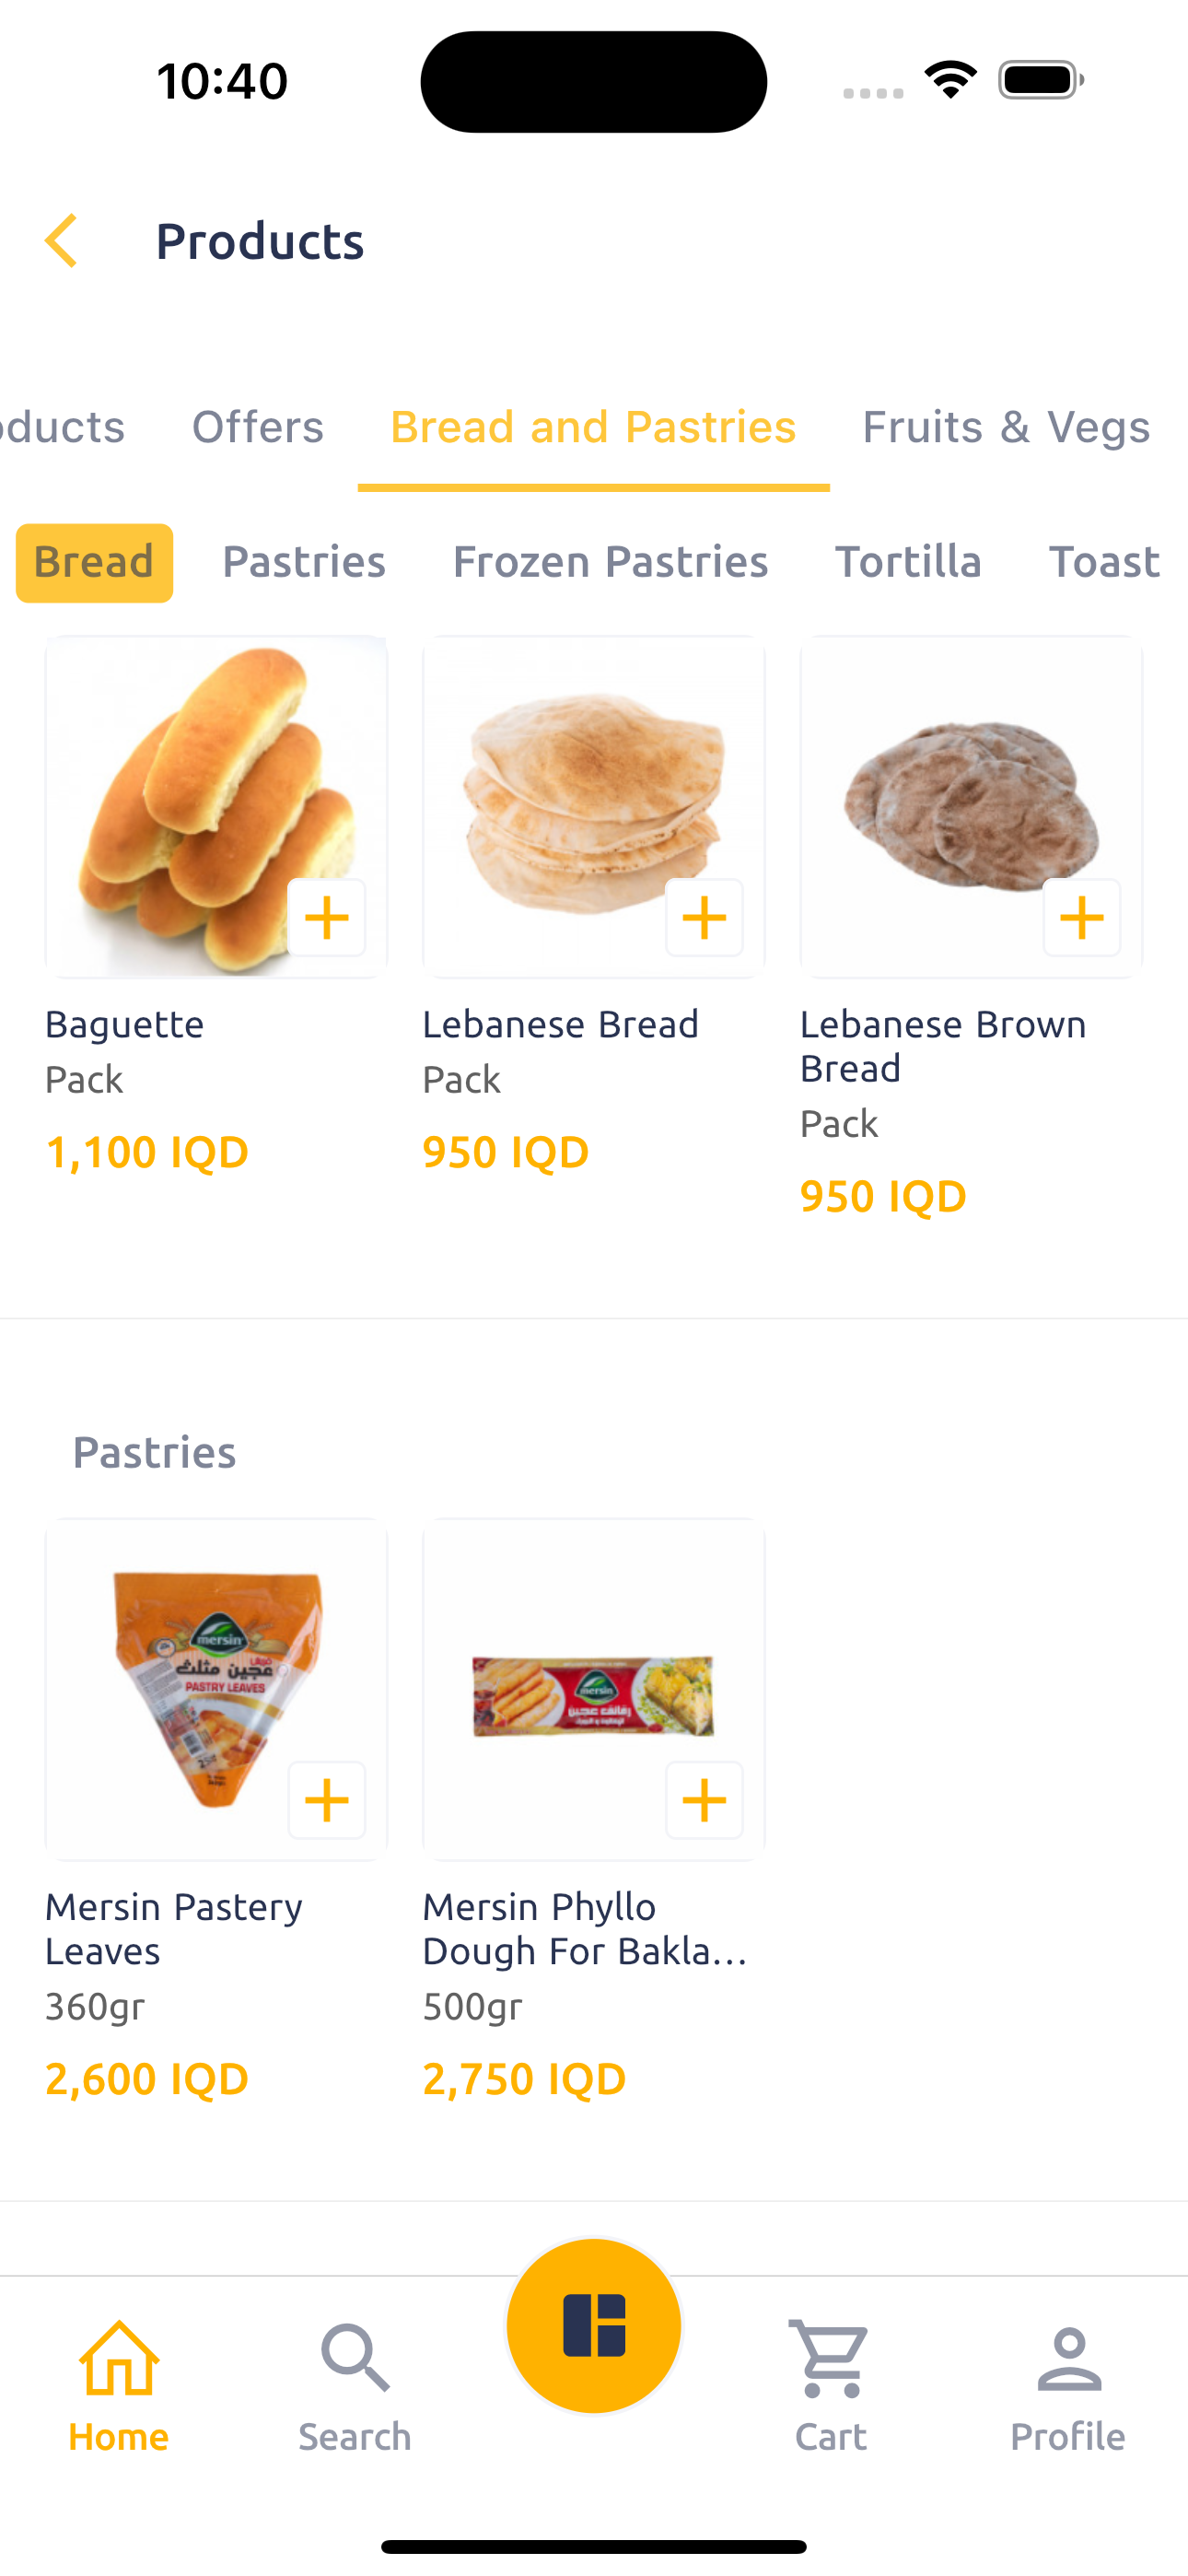 10:40
Products
oducts Offers Bread and Pastries Fruits & Vegs
Bread Pastries Frozen Pastries Tortilla Toast
Baguette
Pack
1,100 IQD
Lebanese Bread
Pack
950 IQD
Lebanese Brown
Bread
Pack
950 IQD
Pastries
mersin
عجين مثلث
PASTRY LEAVES
mersin
رقائق عجين
Mersin Pastery
Leaves
360gr
2,600 IQD
Mersin Phyllo
Dough For Bakla...
500gr
2,750 IQD
Home
Search
Cart
Profile